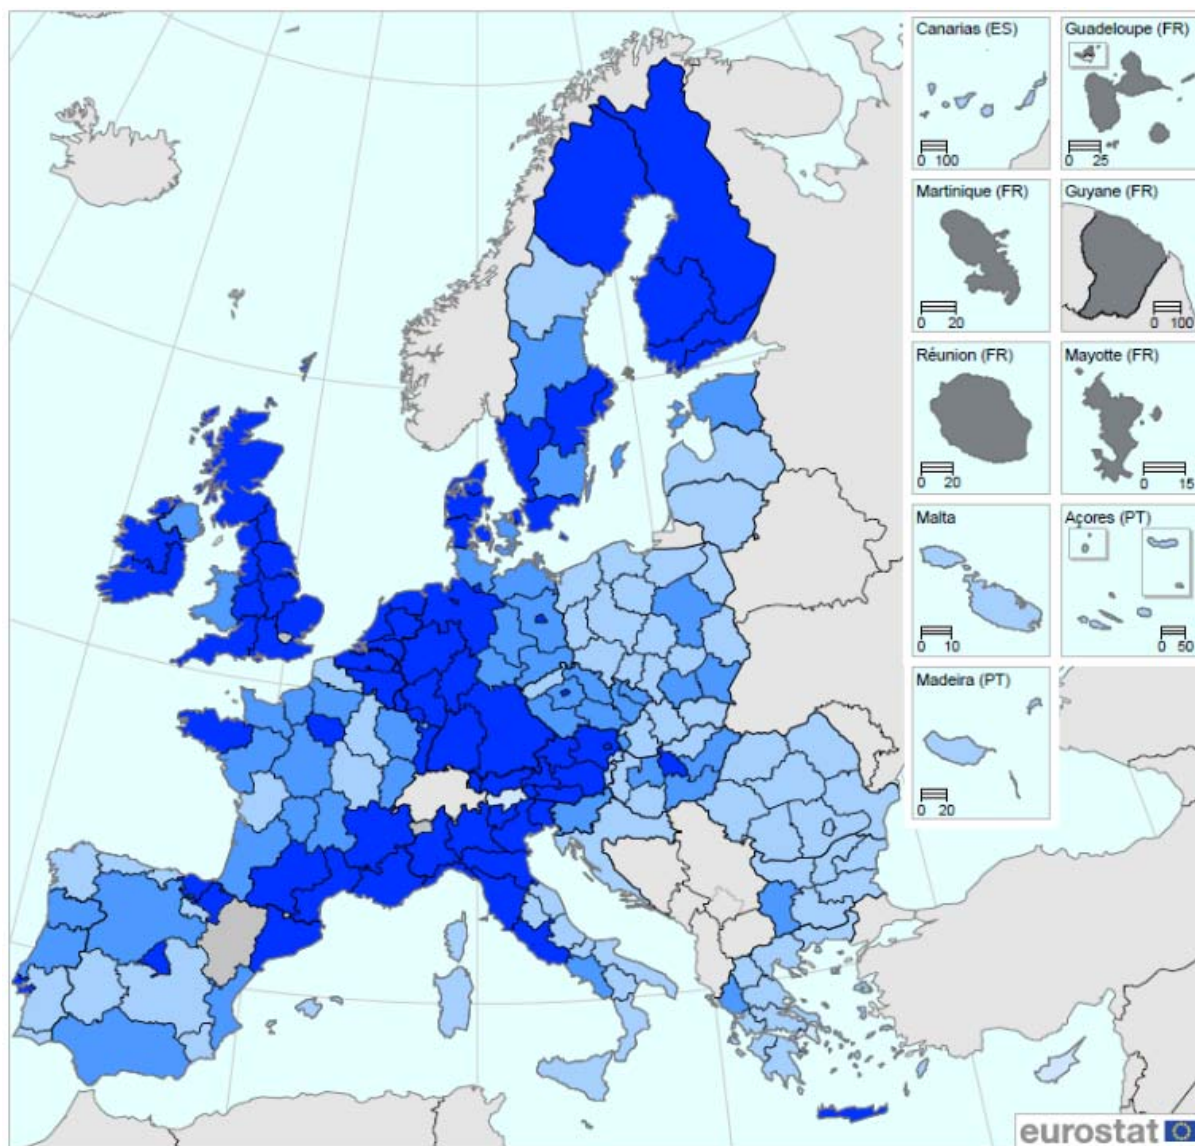 Canarias (ES)
0 100
Guadeloupe (FR)
0 25
Martinique (FR)
0 20
Guyane (FR)
0 100
Réunion (FR)
0 20
Mayotte (FR)
0 15
Malta
0 10
Açores (PT)
0 50
Madeira (PT)
0 20
eurostat